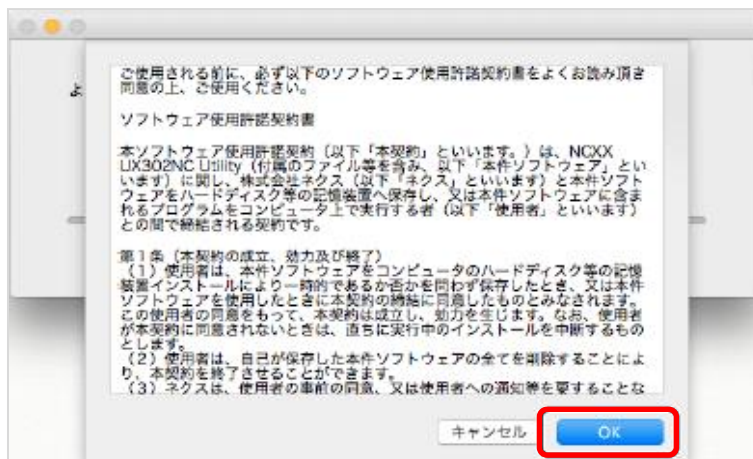 よ
ご使用される前に、必ず以下のソフトウェア使用許諾契約書をよくお読み頂き
同意の上、ご使用ください。
ソフトウェア使用許諾契約書
本ソフトウェア使用許諾契約（以下「本契約」といいます。）は、NCXX
UX302NC Utility（付属のファイル等を含み、以下「本件ソフトウェア」とい
います）に関し、株式会社ネクス（以下「ネクス」といいます）と本件ソフト
ウェアをハードディスク等の記憶装置へ保存し、又は本件ソフトウェアに含ま
れるプログラムをコンピュータ上で実行する者（以下「使用者」といいます）
との間で締結される契約です。
第１条（本契約の成立、効力及び終了）
（１）使用者は、本件ソフトウェアをコンピュータのハードディスク等の記憶
装置インストールにより一時的であるか否かを問わず保存したとき、又は本件
ソフトウェアを使用したときに本契約の締結に同意したものとみなされます。
この使用者の同意をもって、本契約は成立し、効力を生じます。なお、使用者
が本契約に同意されないときは、直ちに実行中のインストールを中断するもの
とします。
（２）使用者は、自己が保存した本件ソフトウェアの全てを削除することによ
り、本契約を終了させることができます。
（３）ネクスは、使用者の事前の同意、又は使用者への通知等を要することな
キャンセル
OK